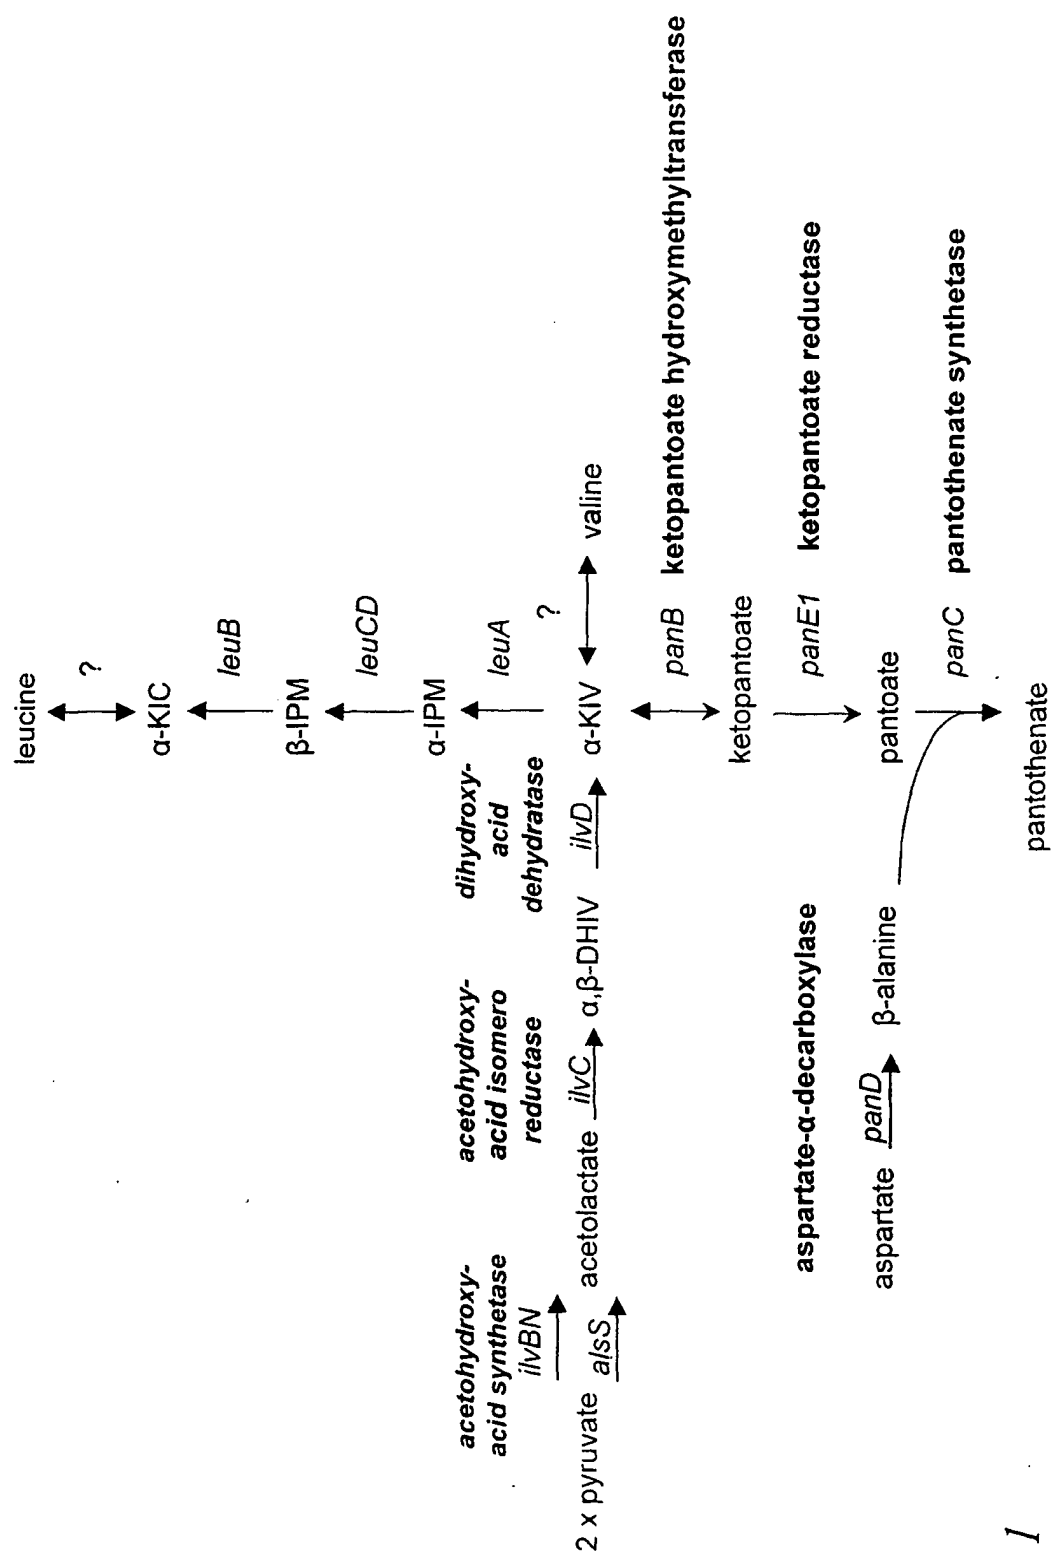 leucine
?
α-KIC
leuB
β-IPM
leuCD
α-IPM
acetohydroxy-
acid synthetase
ilvBN
acetohydroxy-
acid isomero
reductase
dihydroxy-
acid
dehydratase
leuA
?
2 x pyruvate alsS acetolactate ilvC α,β-DHIV ilvD α-KIV valine
panB ketopantoate hydroxymethyltransferase
ketopantoate
aspartate-α-decarboxylase
panE1 ketopantoate reductase
aspartate panD β-alanine
pantoate
panC pantothenate synthetase
pantothenate
1